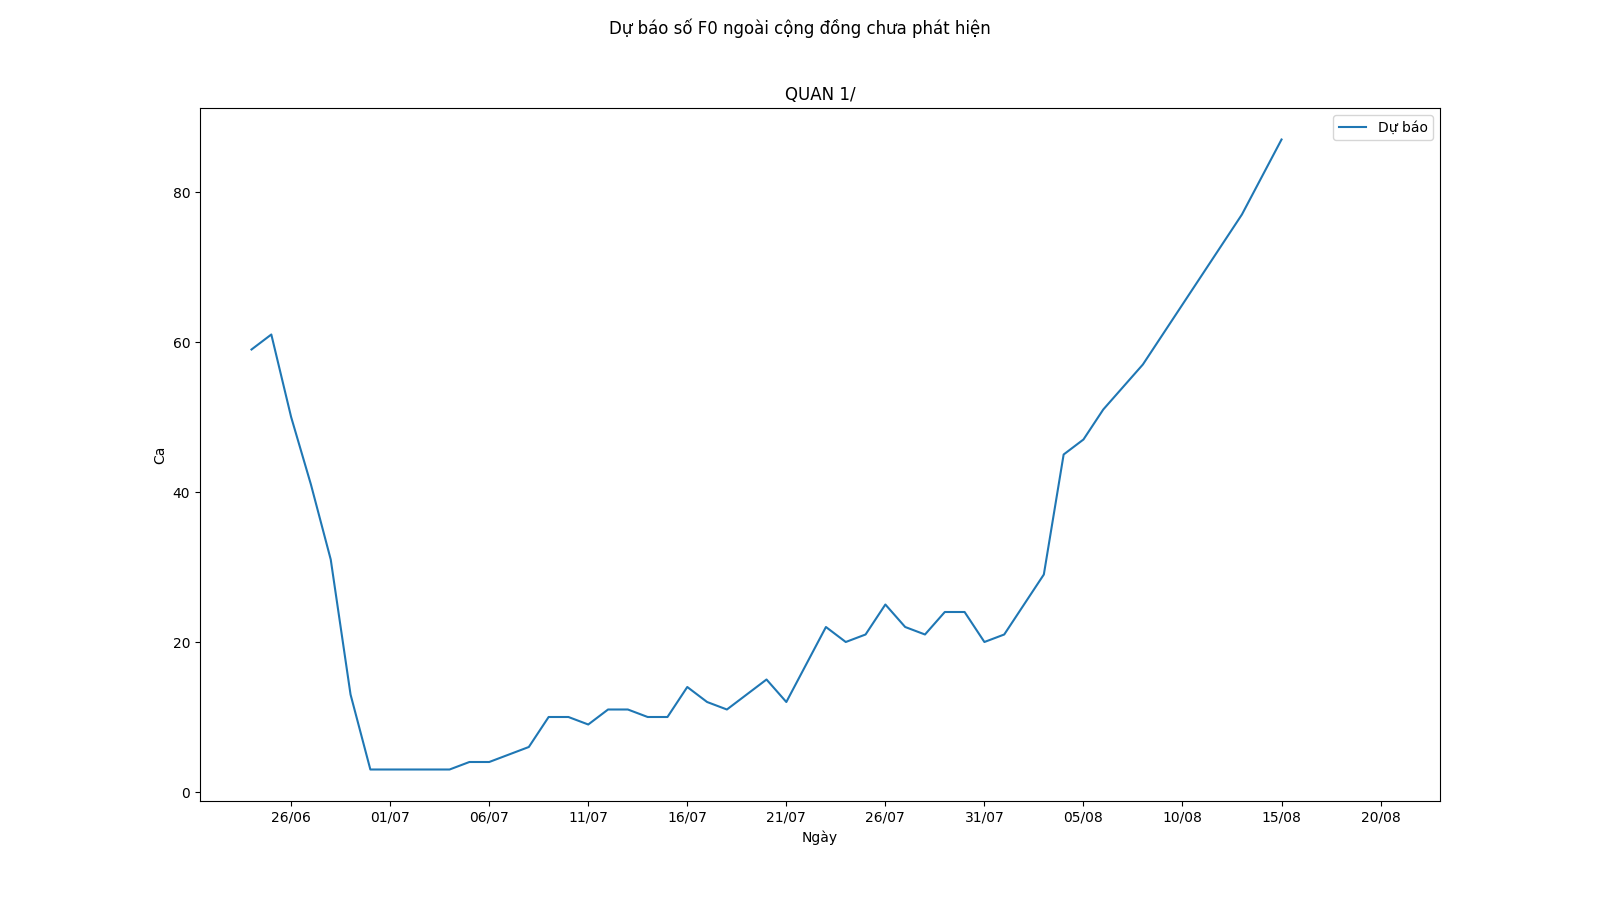 Dự báo số F0 ngoài cộng đồng chưa phát hiện
QUAN 1/
Dự báo
80
60
40
20
0
Ca
26/06 01/07 06/07 11/07 16/07 21/07 26/07 31/07 05/08 10/08 15/08 20/08
Ngày